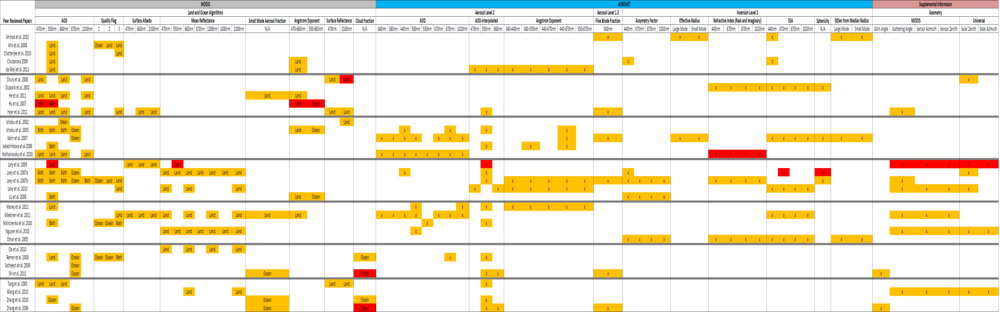 MODIS AERONET Supplemental Informaion
Land and Ocean Algorithms Aerosol Level 2 Aerosol Level 1.5 Inversion Level 2 Geometry
Peer Reviewed Papers AOD Quality Flag Surface Albedo Mean Reflectance Small Mode Aerosol Fraction Angstrom Exponent Surface Reflectance Cloud Fraction AOD AOD-Interpolated Angstrom Exponent Fine Mode Fraction Assymetry Factor Effective Radius Refractive Index (Real and Imaginary) SSA Sphericity StDev from Median Radius MODIS Universal
470nm 550nm 660nm 870nm 2100nm 1 2 3 470nm 660nm 2100nm 470nm 550nm 660nm 870nm 1200nm 1600nm 2100nm N/A 470-660nm 550-865nm 470nm 2100nm N/A 340nm 380nm 440nm 500nm 550nm 670nm 870nm 1020nm 470nm 550nm 660nm 340-440nm 380-550nm 440-670nm 440-870nm 550-870nm 500nm 440nm 670nm 870nm 1020nm Large Mode Small Mode 440nm 670nm 870nm 1020nm 440nm 670nm 870nm 1020nm N/A Large Mode Small Mode Glint Angle Scattering Angle Sensor Azimuth Sensor Zenith Solar Zenith Solar Azimuth
Ahmad et al. 2010 X X X X X X
Ahn et al. 2008 Land Ocean Land Land
Chatterjee et al. 2010 Land Land
Chubarova 2009 Land Land X X
de Meij et al. 2011 Land Land X X X X X X X X
Drury et al. 2008 Land Land Land Land Land X
Dubovik et al. 2002 X X X X X X X X X
He et al. 2011 Land Land Land Land Land Land
Hu et al. 2007 Both Both Land Ocean
Hyer et al. 2011 Land Land Land Land Land Land Land Land Land X X X
Ichoku et al. 2002 Mean Land
Ichoku et al. 2005 Both Both Both Ocean Land Ocean X X X X
Kahn et al. 2007 Ocean X X X X X X X X X X X X X X X X X X
kalashnikova et al 2008 Both X X X
Kokhanovsky et al. 2010 Land Land Land Land X X X X X X X X X X X X
Lary et al. 2009 Land Land Land Land Land X X X X X X
Levy et al. 2007a Both Both Both Ocean Land Land Land Land Land Land Land X X X X X X
Levy et al. 2007b Both Both Both Ocean Both Ocean Land Land X X X X X X X X X X X X X X X X X
Levy et al. 2010 Land Land Land Land X X X X X X X X X X X X X X X
Liu et al. 2008 Both Land Ocean X X X X
Marey et al. 2011 Land X X X X X X X X
Mielonen et al. 2011 Land Land Land Land Land Land Land Land Land Land X X X X X X X X X X X X X X
Mishchenko et al. 2010 Both Ocean Ocean Both X X
Nguyen et al. 2010 Land Land Land Land Land Land Land X X X X X X
Omar et al. 2005 X X X X X X X X X X X X X X
Oo et al. 2010 Land Land Land Land
Remer et al. 2008 Land Ocean Ocean Ocean Both Ocean X X
Satheesh et al. 2009 Ocean
Shi et al. 2011 Ocean Ocean Ocean X X X X
Tang et al. 2005 Land Land Land Land Land X
Wang et al. 2010 Land Land X X X X X
Zhang et al. 2010 Ocean Ocean Ocean X
Zhang et al. 2006 Ocean Ocean Ocean X X X X